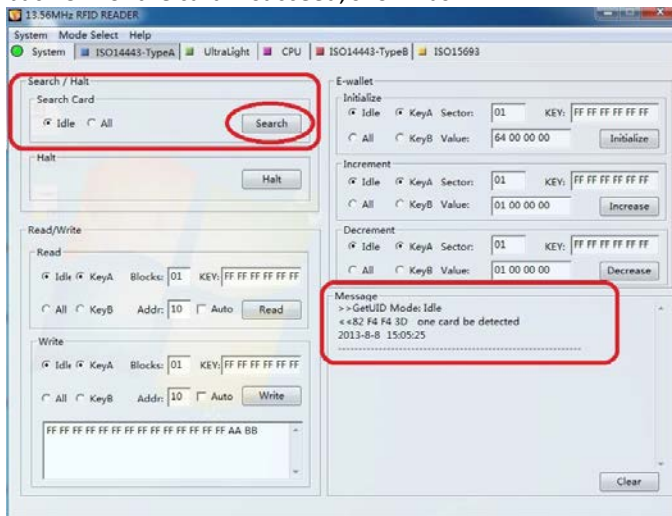 13.56MHz RFID READER
System Mode Select Help
System ISO14443-TypeA UltraLight CPU ISO14443-TypeB ISO15693
Search / Halt
Search Card
Idle All Search
Halt
Halt
Read/Write
Read
Idle KeyA Blocks: 01 KEY: FF FF FF FF FF FF
All KeyB Addr: 10 Auto Read
Write
Idle KeyA Blocks: 01 KEY: FF FF FF FF FF FF
All KeyB Addr: 10 Auto Write
FF FF FF FF FF FF FF FF FF FF FF FF FF FF AA BB
E-wallet
Initialize
Idle KeyA Sector: 01 KEY: FF FF FF FF FF FF
All KeyB Value: 64 00 00 00 Initialize
Increment
Idle KeyA Sector: 01 KEY: FF FF FF FF FF FF
All KeyB Value: 01 00 00 00 Increase
Decrement
Idle KeyA Sector: 01 KEY: FF FF FF FF FF FF
All KeyB Value: 01 00 00 00 Decrease
Message
>>GetUID Mode: Idle
<<82 F4 F4 3D one card be detected
2013-8-8 15:05:25
Clear